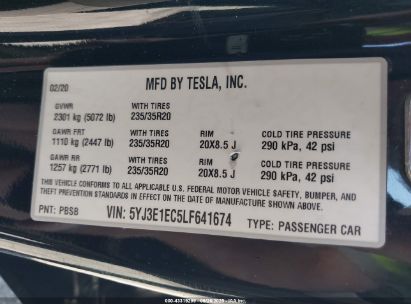 02/20 MFD BY TESLA, INC.
GVWR WITH TIRES
2301 kg (5072 lb) 235/35R20
GAWR FRT WITH TIRES RIM COLD TIRE PRESSURE
1110 kg (2447 lb) 235/35R20 20X8.5 J 290 kPa, 42 psi
GAWR RR WITH TIRES RIM COLD TIRE PRESSURE
1257 kg (2771 lb) 235/35R20 20X8.5 J 290 kPa, 42 psi
THIS VEHICLE CONFORMS TO ALL APPLICABLE U.S. FEDERAL MOTOR VEHICLE SAFETY, BUMPER, AND
THEFT STANDARDS IN EFFECT ON THE DATE OF MANUFACTURE SHOWN ABOVE.
PNT: PBSB VIN: 5YJ3E1EC5LF641674 TYPE: PASSENGER CAR